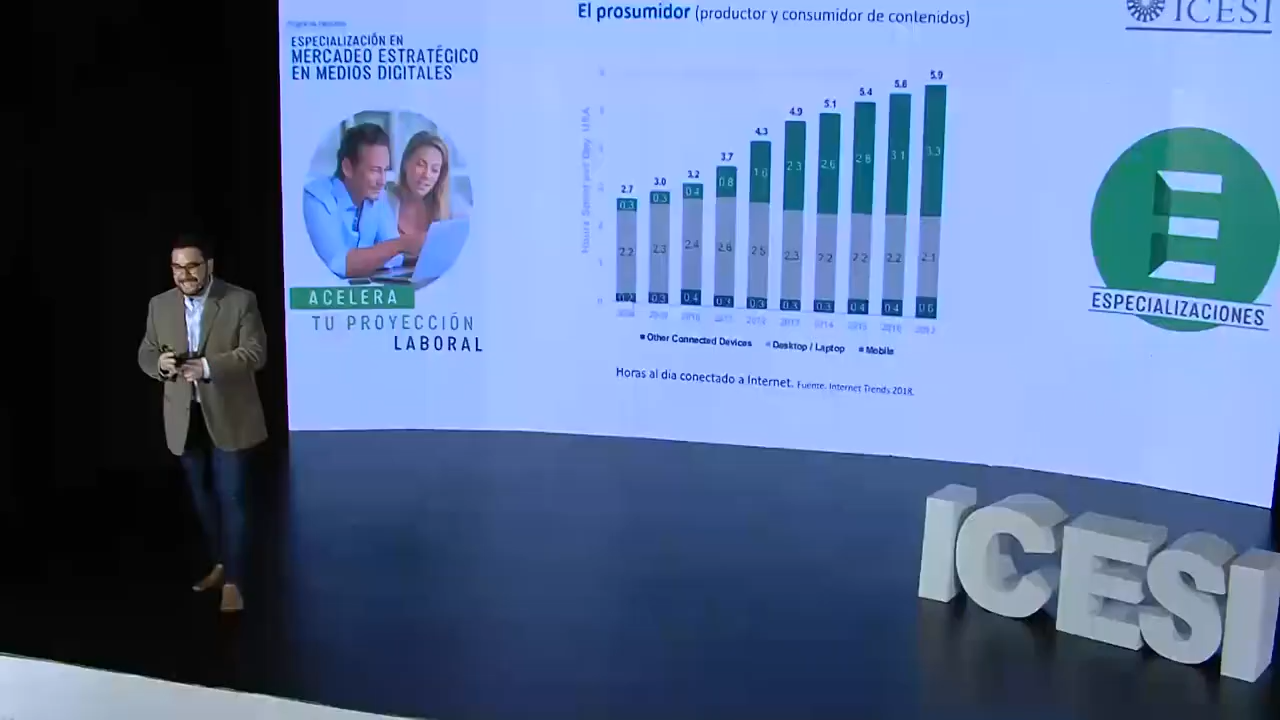 ESPECIALIZACIÓN EN
MERCADEO ESTRATÉGICO
EN MEDIOS DIGITALES
ACELERA
TU PROYECCIÓN
LABORAL
El prosumidor (productor y consumidor de contenidos)
2.7 3.0 3.2 3.7 4.3 4.9 5.1 5.4 5.6 5.9
0.3 0.3 0.4 0.8 1.6 2.3 2.6 2.8 3.1 3.3
2.2 2.3 2.4 2.6 2.5 2.3 2.2 2.2 2.2 2.1
0.3 0.4 0.3 0.3 0.3 0.3 0.4 0.4 0.6
Other Connected Devices Desktop / Laptop Mobile
Horas al día conectado a Internet. Fuente. Internet Trends 2018.
ICESI
E
ESPECIALIZACIONES
ICESI